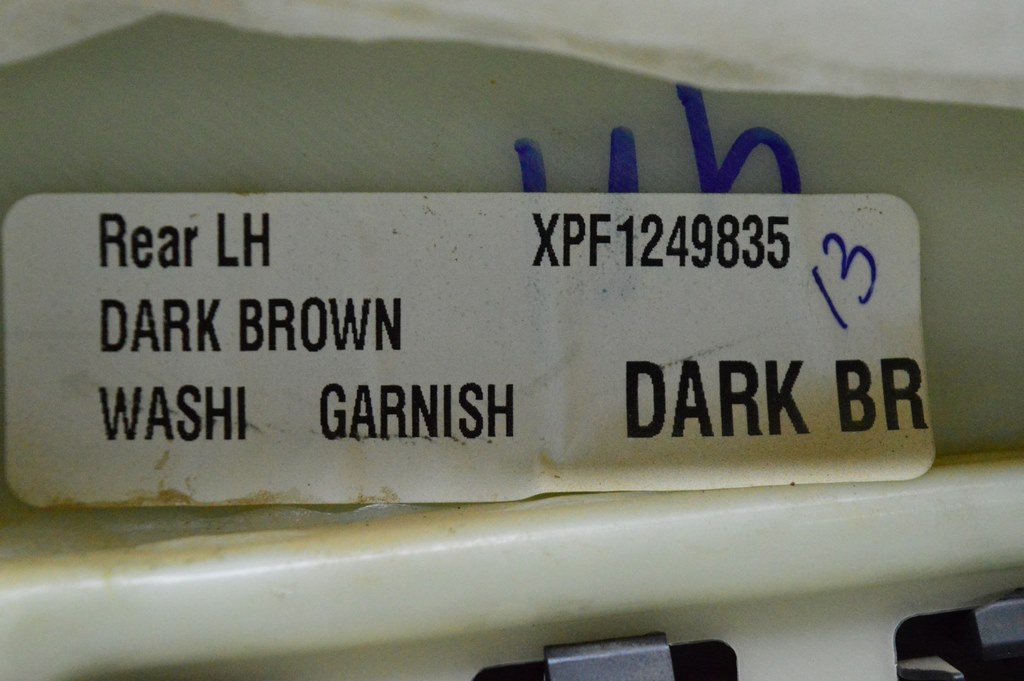 Rear LH XPF1249835
13
DARK BROWN
WASHI GARNISH DARK BR